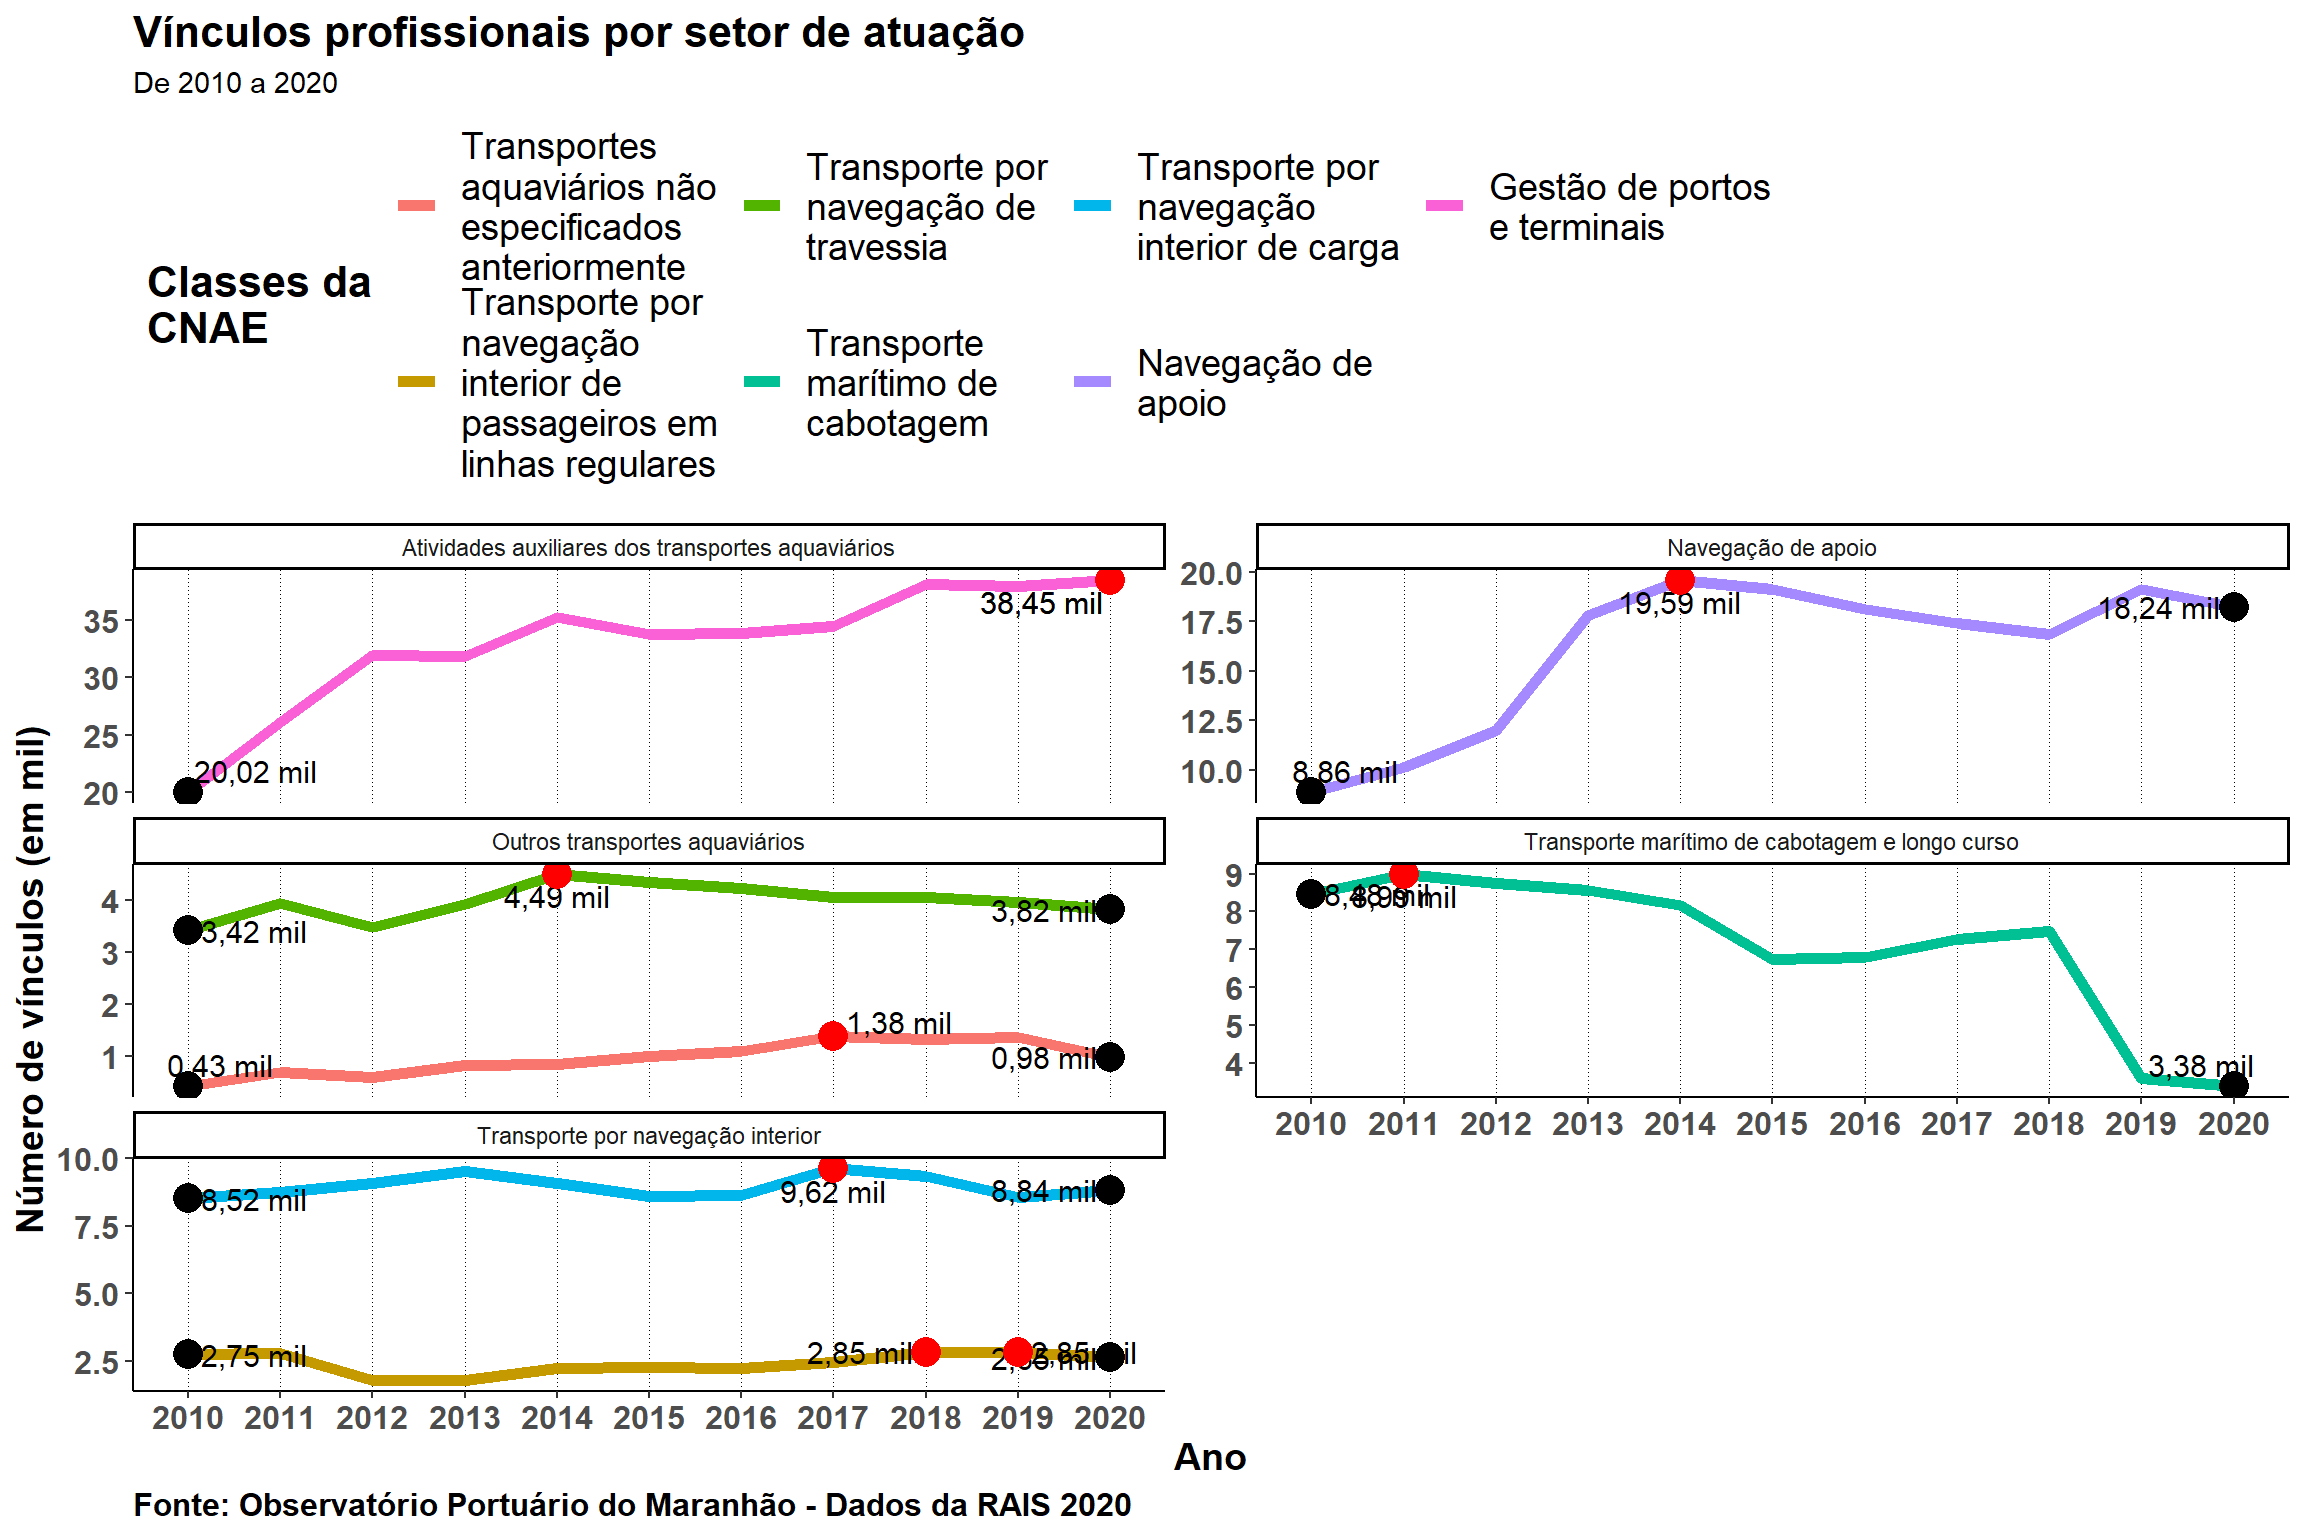 Vínculos profissionais por setor de atuação
De 2010 a 2020
Classes da
CNAE
Transportes
aquaviários não
especificados
anteriormente
Transporte por
navegação
interior de
passageiros em
linhas regulares
Transporte por
navegação de
travessia
Transporte
marítimo de
cabotagem
Transporte por
navegação
interior de carga
Navegação de
apoio
Gestão de portos
e terminais
Número de vínculos (em mil)
Atividades auxiliares dos transportes aquaviários
35
30
25
20
20,02 mil
38,45 mil
Navegação de apoio
20.0
17.5
15.0
12.5
10.0
8,86 mil
19,59 mil
18,24 mil
Outros transportes aquaviários
4
3
2
1
3,42 mil
4,49 mil
3,82 mil
0,43 mil
1,38 mil
0,98 mil
Transporte marítimo de cabotagem e longo curso
9
8
7
6
5
4
8,48 mil
8,99 mil
3,38 mil
2010 2011 2012 2013 2014 2015 2016 2017 2018 2019 2020
Transporte por navegação interior
10.0
7.5
5.0
2.5
8,52 mil
9,62 mil
8,84 mil
2,75 mil
2,85 mil
2,85 mil
2010 2011 2012 2013 2014 2015 2016 2017 2018 2019 2020
Ano
Fonte: Observatório Portuário do Maranhão - Dados da RAIS 2020